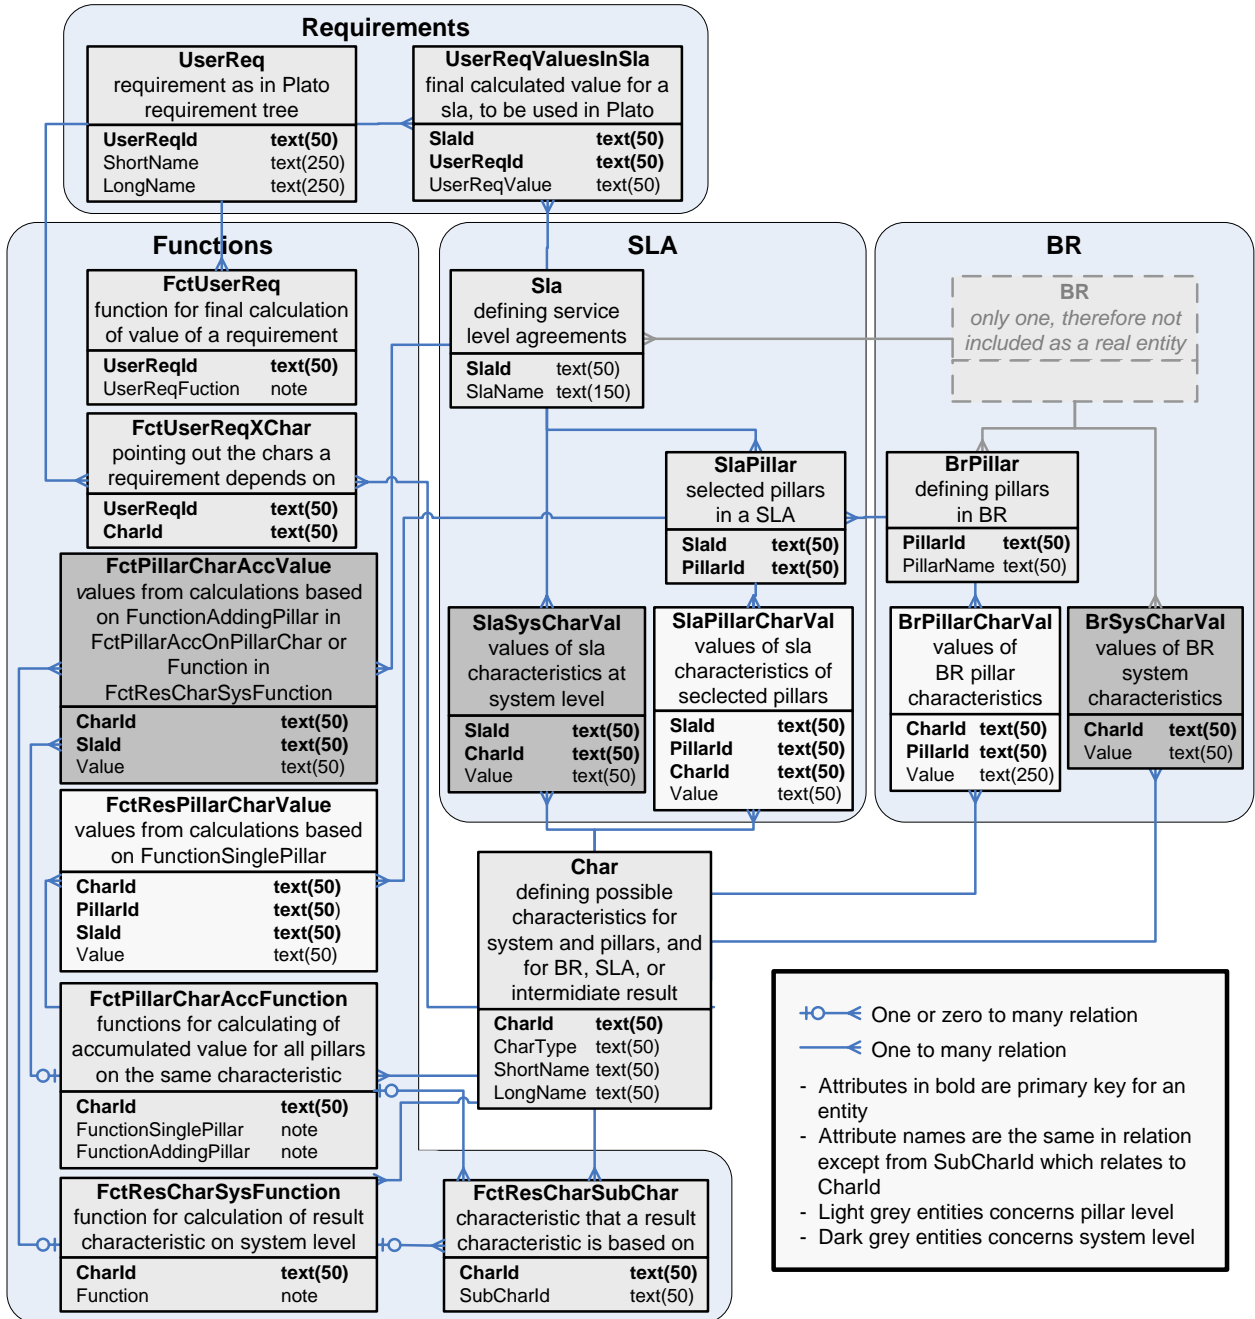 Requirements
UserReq
requirement as in Plato
requirement tree
UserReqId text(50)
ShortName text(250)
LongName text(250)
UserReqValuesInSla
final calculated value for a
sla, to be used in Plato
SlaId text(50)
UserReqId text(50)
UserReqValue text(50)
Functions
FctUserReq
function for final calculation
of value of a requirement
UserReqId text(50)
UserReqFuction note
FctUserReqXChar
pointing out the chars a
requirement depends on
UserReqId text(50)
CharId text(50)
FctPillarCharAccValue
values from calculations based
on FunctionAddingPillar in
FctPillarAccOnPillarChar or
Function in
FctResCharSysFunction
CharId text(50)
SlaId text(50)
Value text(50)
FctResPillarCharValue
values from calculations based
on FunctionSinglePillar
CharId text(50)
PillarId text(50)
SlaId text(50)
Value text(50)
FctPillarCharAccFunction
functions for calculating of
accumulated value for all pillars
on the same characteristic
CharId text(50)
FunctionSinglePillar note
FunctionAddingPillar note
FctResCharSysFunction
function for calculation of result
characteristic on system level
CharId text(50)
Function note
FctResCharSubChar
characteristic that a result
characteristic is based on
CharId text(50)
SubCharId text(50)
SLA
Sla
defining service
level agreements
SlaId text(50)
SlaName text(150)
SlaPillar
selected pillars
in a SLA
SlaId text(50)
PillarId text(50)
SlaSysCharVal
values of sla
characteristics at
system level
SlaId text(50)
CharId text(50)
Value text(50)
SlaPillarCharVal
values of sla
characteristics of
seclected pillars
SlaId text(50)
PillarId text(50)
CharId text(50)
Value text(50)
Char
defining possible
characteristics for
system and pillars, and
for BR, SLA, or
intermidiate result
CharId text(50)
CharType text(50)
ShortName text(50)
LongName text(50)
BR
BR
only one, therefore not
included as a real entity
BrPillar
defining pillars
in BR
PillarId text(50)
PillarName text(50)
BrPillarCharVal
values of
BR pillar
characteristics
CharId text(50)
PillarId text(50)
Value text(250)
BrSysCharVal
values of BR
system
characteristics
CharId text(50)
Value text(50)
One or zero to many relation
One to many relation
- Attributes in bold are primary key for an
entity
- Attribute names are the same in relation
except from SubCharId which relates to
CharId
- Light grey entities concerns pillar level
- Dark grey entities concerns system level